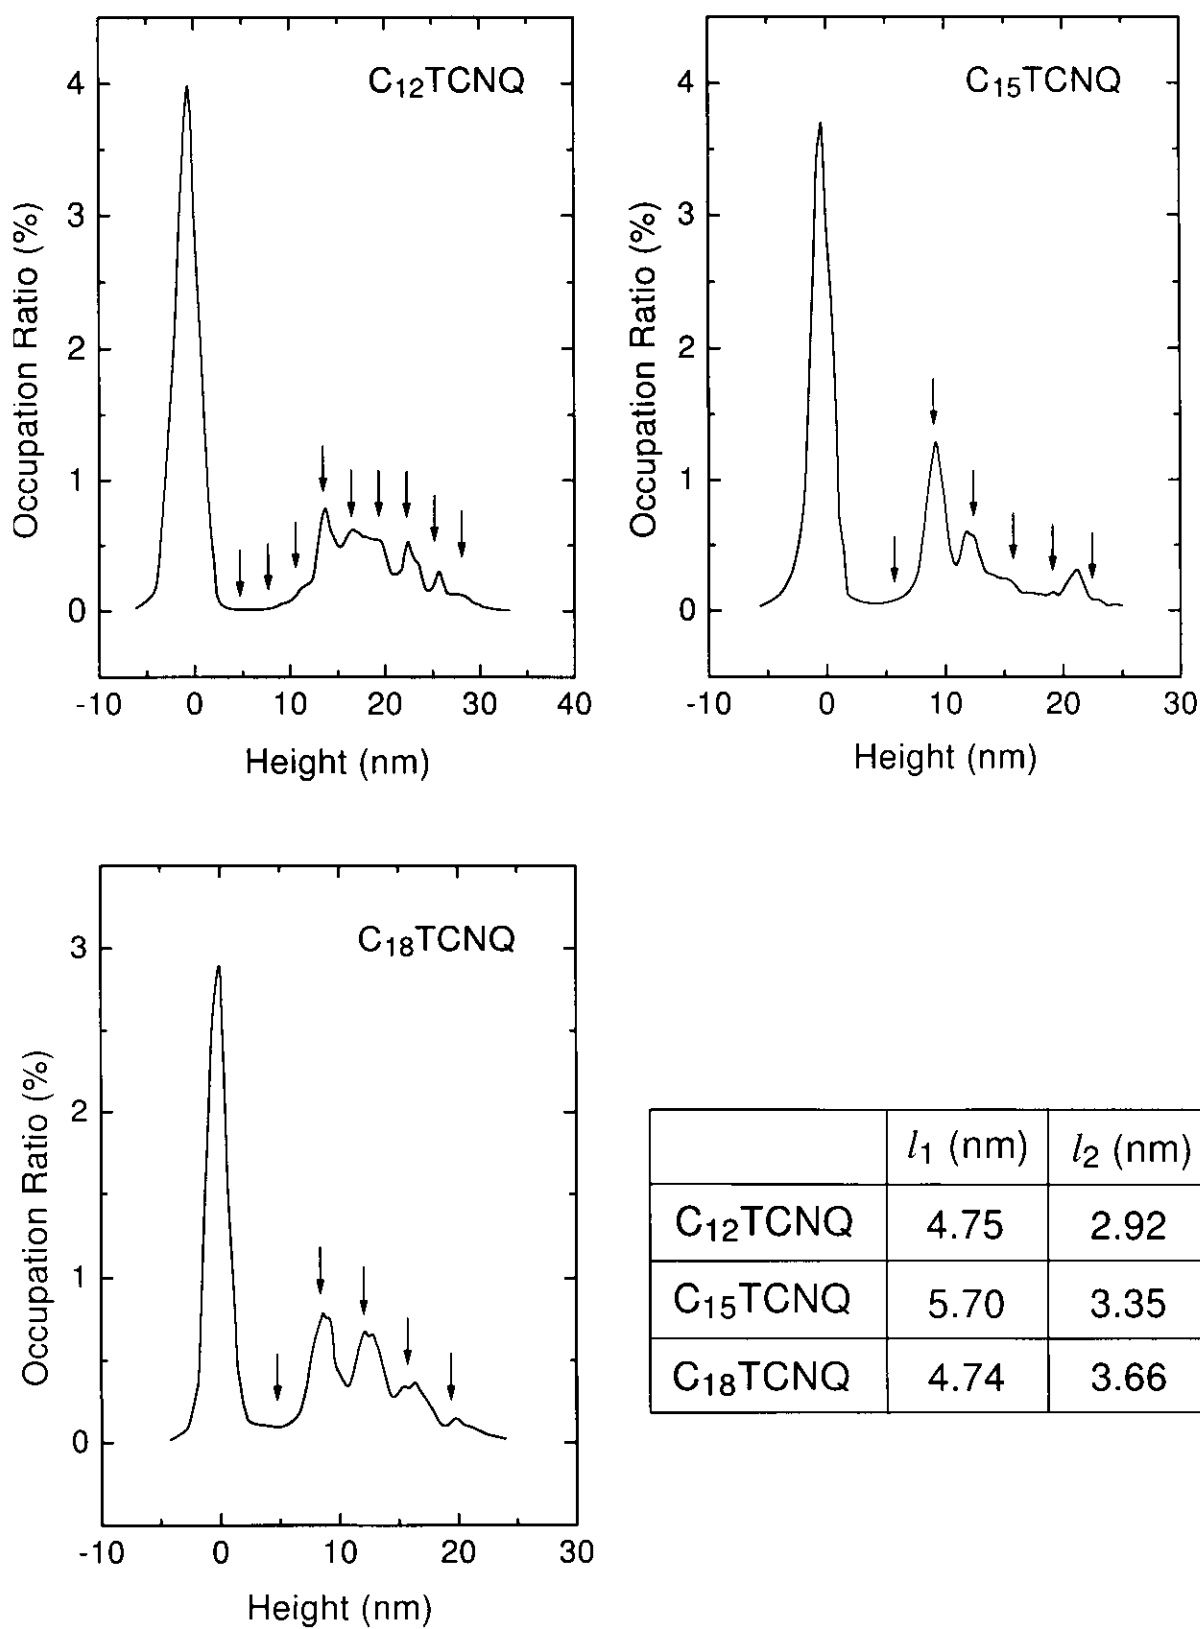 C₁₂TCNQ
4
3
2
1
0
Occupation Ratio (%)
-10 0 10 20 30 40
Height (nm)
C₁₅TCNQ
4
3
2
1
0
Occupation Ratio (%)
-10 0 10 20 30
Height (nm)
C₁₈TCNQ
3
2
1
0
Occupation Ratio (%)
-10 0 10 20 30
Height (nm)
l₁ (nm) l₂ (nm)
C₁₂TCNQ 4.75 2.92
C₁₅TCNQ 5.70 3.35
C₁₈TCNQ 4.74 3.66